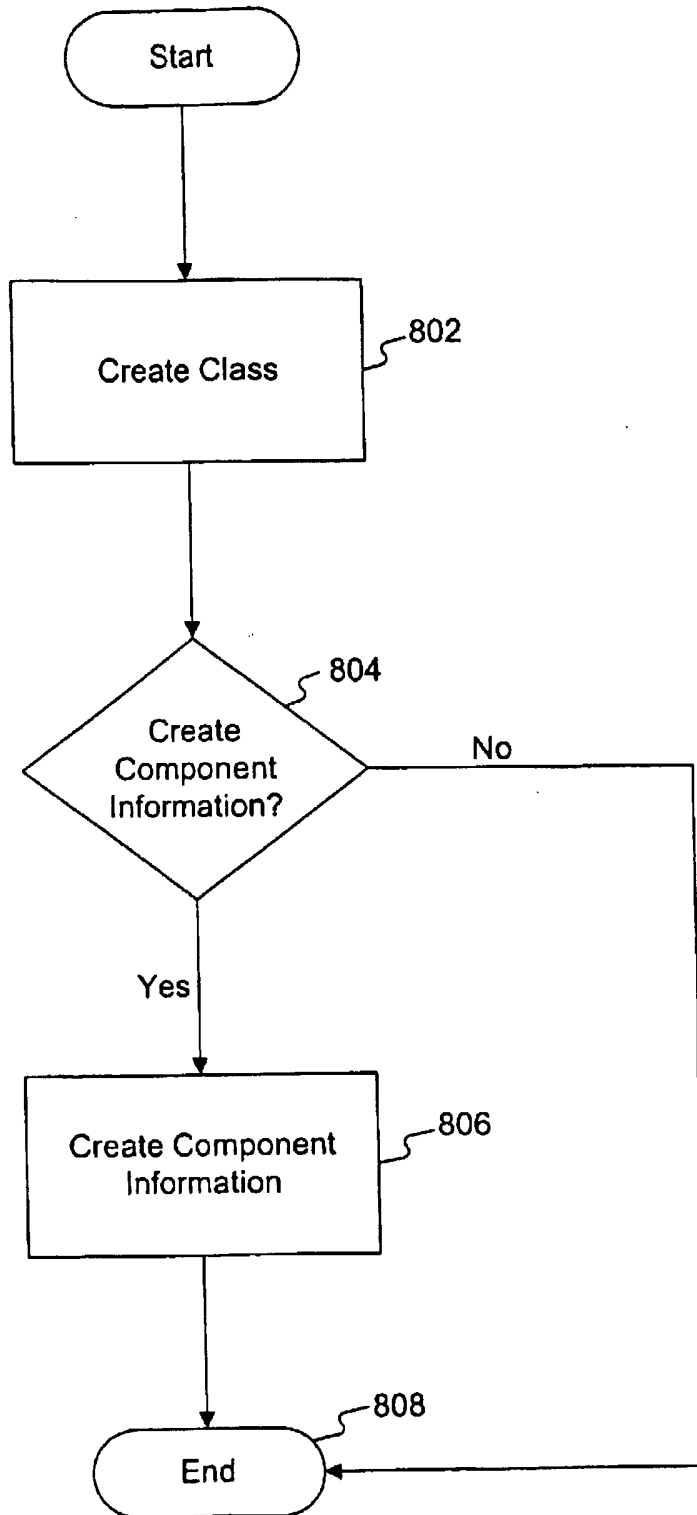 Start
Create Class
802
804
Create
Component
Information?
No
Yes
Create Component
Information
806
808
End